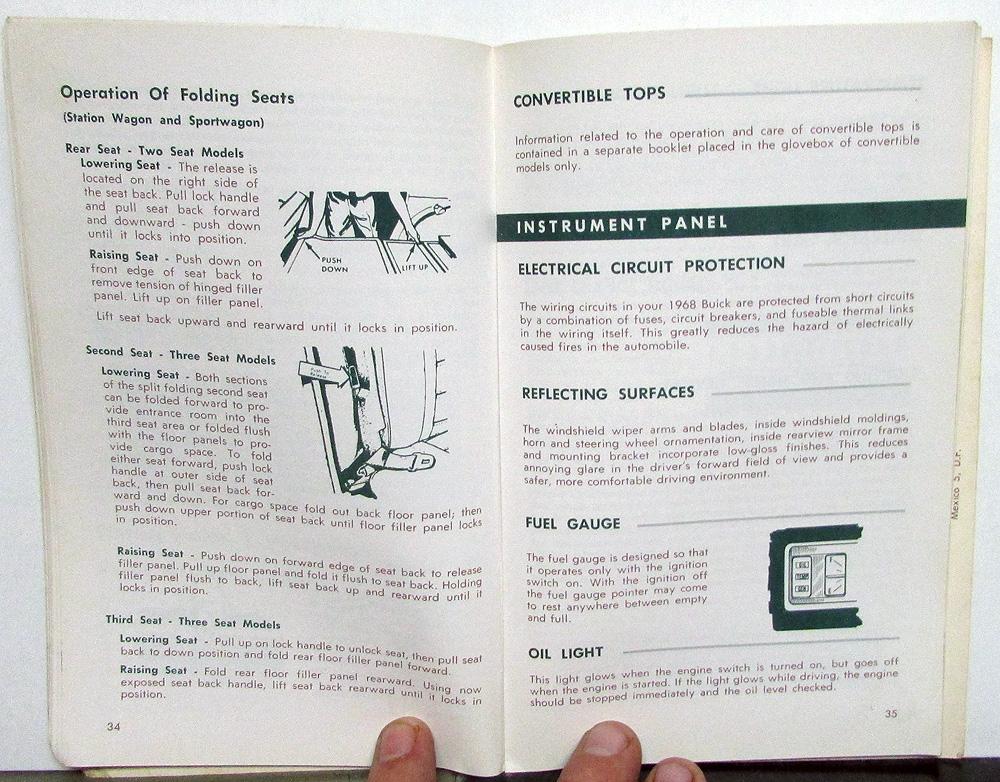 Operation Of Folding Seats
(Station Wagon and Sportwagon)
Rear Seat - Two Seat Models
Lowering Seat - The release is
located on the right side of
the seat back. Pull lock handle
and pull seat back forward
and downward - push down
until it locks into position.
PUSH
DOWN
LIFT UP
Raising Seat - Push down on
front edge of seat back to
remove tension of hinged filler
panel. Lift up on filler panel.
Lift seat back upward and rearward until it locks in position.
Second Seat - Three Seat Models
Lowering Seat - Both sections
of the split folding second seat
can be folded forward to pro-
vide entrance room into the
third seat area or folded flush
with the floor panels to pro-
vide cargo space. To fold
either seat forward, push lock
handle at outer side of seat
back, then pull seat back for-
ward and down. For cargo space fold out back floor panel; then
push down upper portion of seat back until floor filler panel locks
in position.
Push To
Release
Raising Seat - Push down on forward edge of seat back to release
filler panel. Pull up floor panel and fold it flush to seat back. Holding
filler panel flush to back, lift seat back up and rearward until it
locks in position.
Third Seat - Three Seat Models
Lowering Seat - Pull up on lock handle to unlock seat, then pull seat
back to down position and fold rear floor filler panel forward.
Raising Seat - Fold rear floor filler panel rearward. Using now
exposed seat back handle, lift seat back rearward until it locks in
position.
34
CONVERTIBLE TOPS
Information related to the operation and care of convertible tops is
contained in a separate booklet placed in the glovebox of convertible
models only.
INSTRUMENT PANEL
ELECTRICAL CIRCUIT PROTECTION
The wiring circuits in your 1968 Buick are protected from short circuits
by a combination of fuses, circuit breakers, and fuseable thermal links
in the wiring itself. This greatly reduces the hazard of electrically
caused fires in the automobile.
REFLECTING SURFACES
The windshield wiper arms and blades, inside windshield moldings,
horn and steering wheel ornamentation, inside rearview mirror frame
and mounting bracket incorporate low-gloss finishes. This reduces
annoying glare in the driver's forward field of view and provides a
safer, more comfortable driving environment.
FUEL GAUGE
The fuel gauge is designed so that
it operates only with the ignition
switch on. With the ignition off
the fuel gauge pointer may come
to rest anywhere between empty
and full.
OIL LIGHT
This light glows when the engine switch is turned on, but goes off
when the engine is started. If the light glows while driving, the engine
should be stopped immediately and the oil level checked.
35
Mexico 5, D.F.